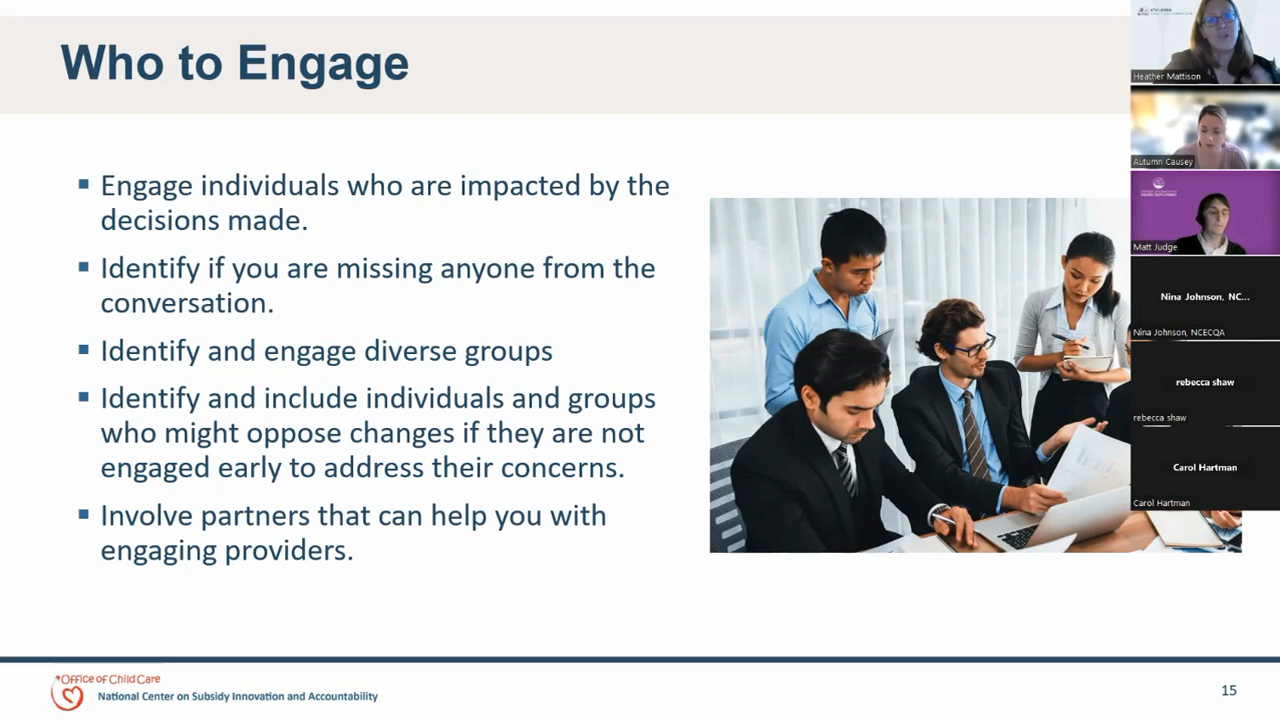 Who to Engage
Engage individuals who are impacted by the
decisions made.
Identify if you are missing anyone from the
conversation.
Identify and engage diverse groups
Identify and include individuals and groups
who might oppose changes if they are not
engaged early to address their concerns.
Involve partners that can help you with
engaging providers.
Heather Mattison
Autumn Causey
Matt Judge
Nina Johnson, NC...
Nina Johnson, NCECQA
rebecca shaw
rebecca shaw
Carol Hartman
Carol Hartman
Office of Child Care
National Center on Subsidy Innovation and Accountability
15